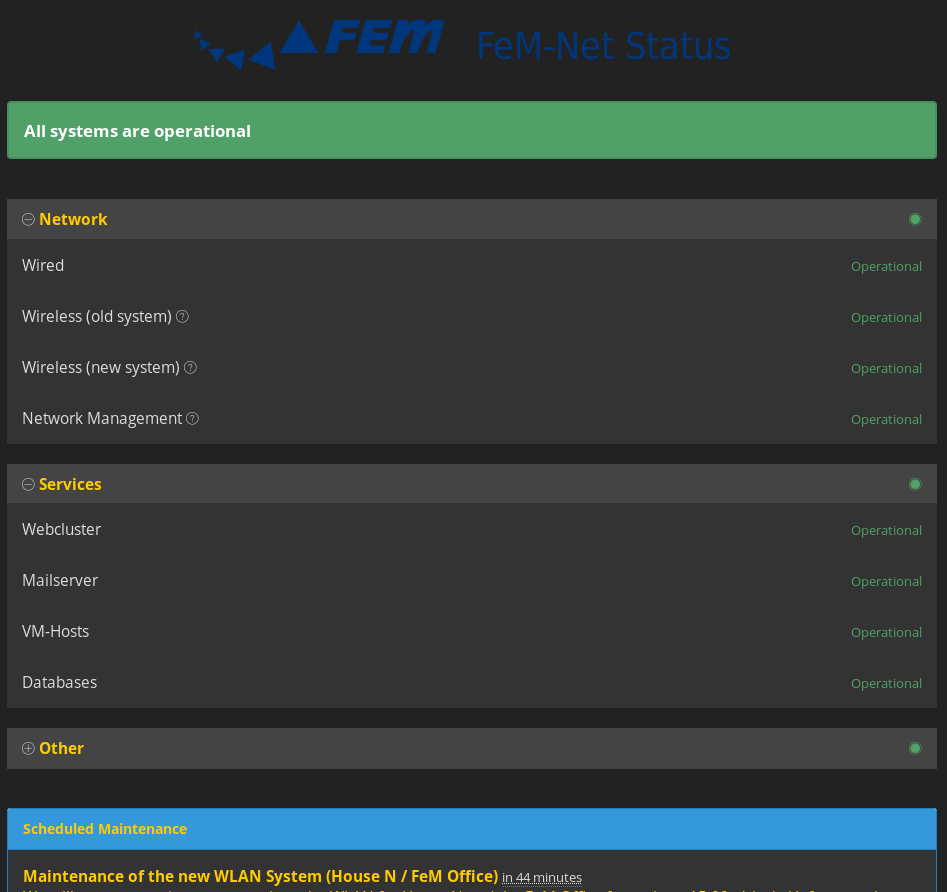 FEM FeM-Net Status
All systems are operational
Network
Wired Operational
Wireless (old system) Operational
Wireless (new system) Operational
Network Management Operational
Services
Webcluster Operational
Mailserver Operational
VM-Hosts Operational
Databases Operational
Other
Scheduled Maintenance
Maintenance of the new WLAN System (House N / FeM Office) in 44 minutes